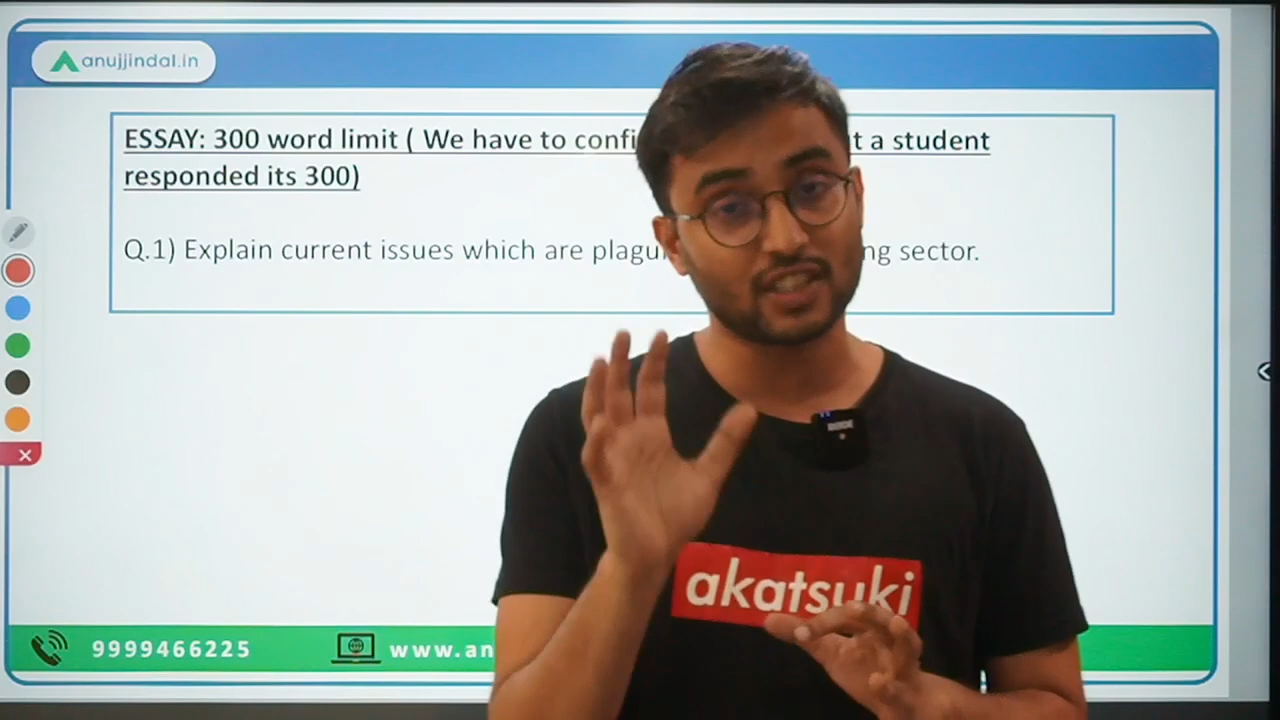 anujjindal.in
ESSAY: 300 word limit ( We have to confi t a student
responded its 300)
Q.1) Explain current issues which are plagu ng sector.
akatsuki
9999466225
www.an